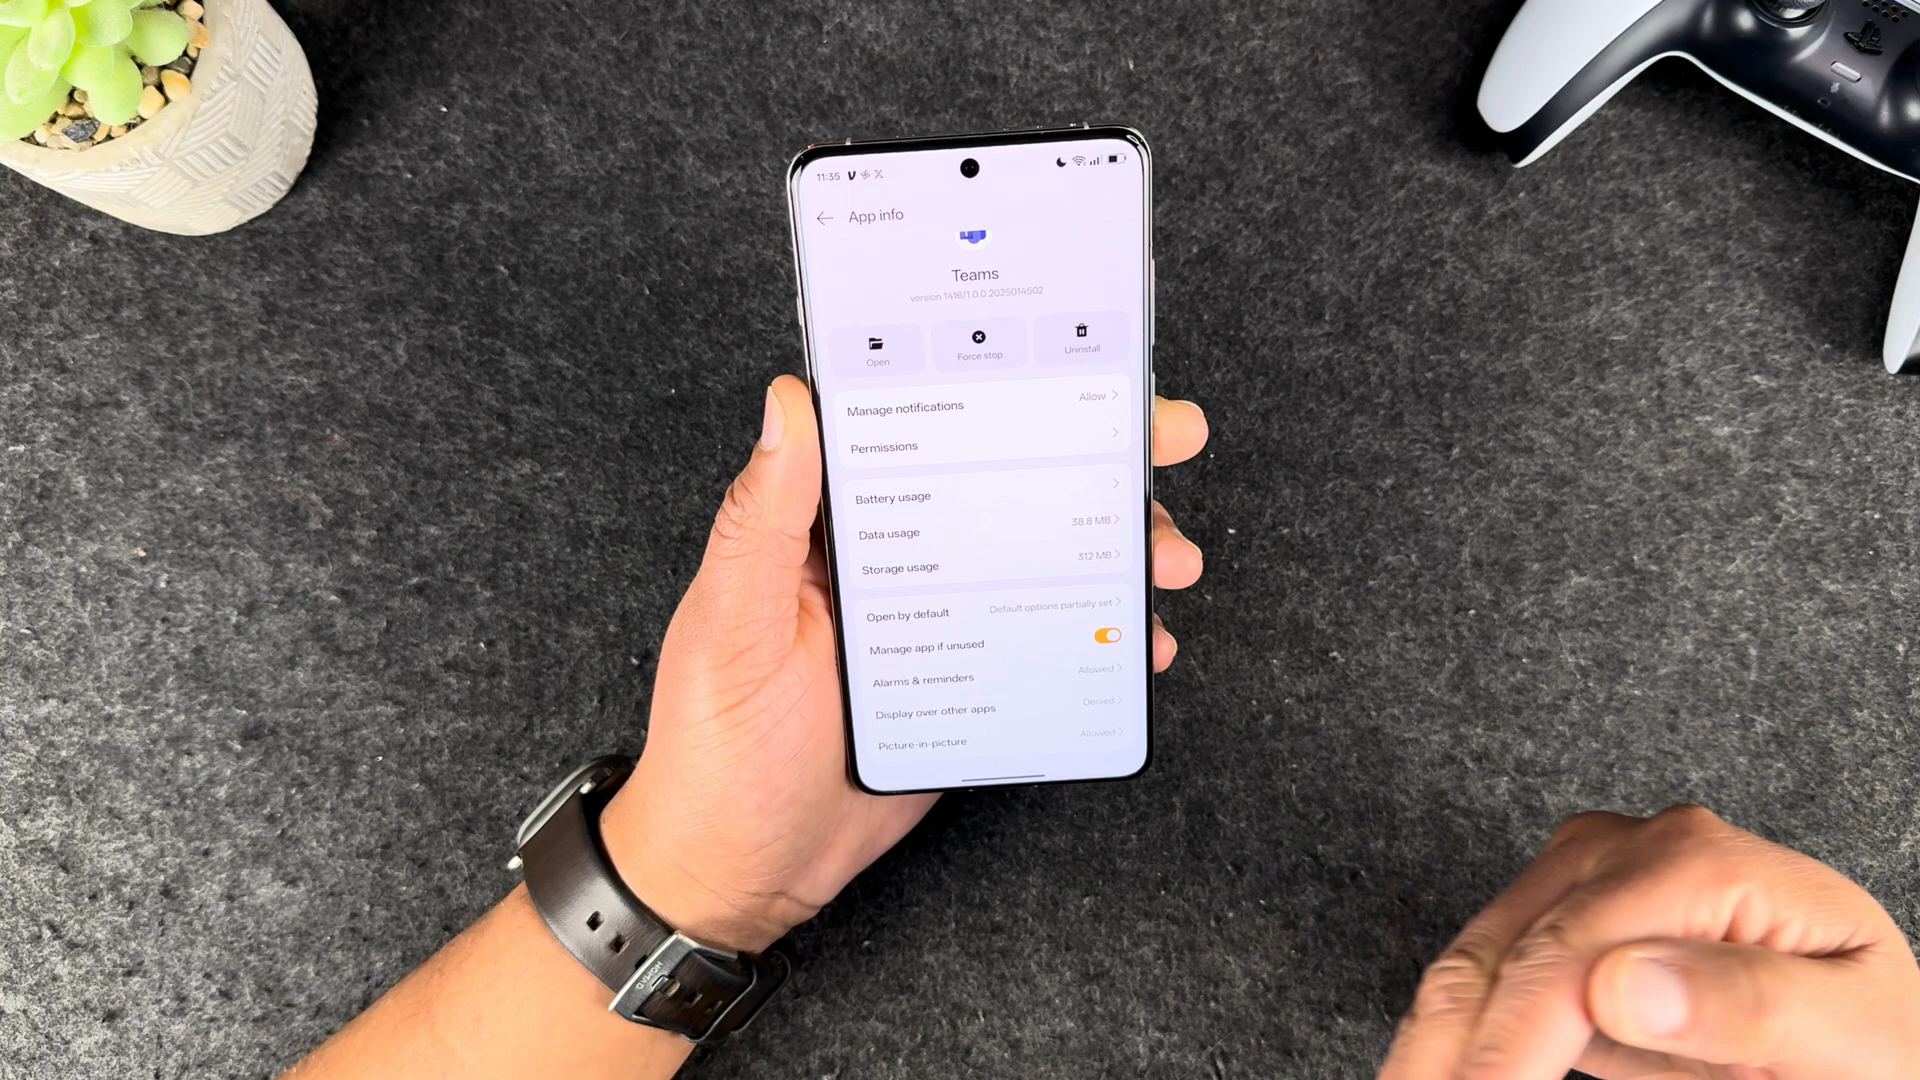 11:35
App info
Teams
version 1416/1.0.0.2025014502
Open
Force stop
Uninstall
Manage notifications Allow
Permissions
Battery usage
Data usage 38.8 MB
Storage usage 312 MB
Open by default Default options partially set
Manage app if unused
Alarms & reminders Allowed
Display over other apps Denied
Picture-in-picture Allowed
NOMAD